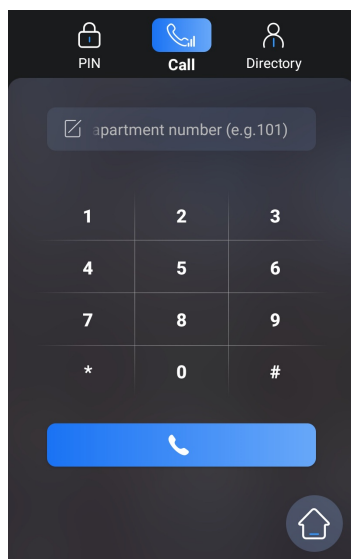 PIN
Call
Directory
apartment number (e.g.101)
1 2 3
4 5 6
7 8 9
* 0 #